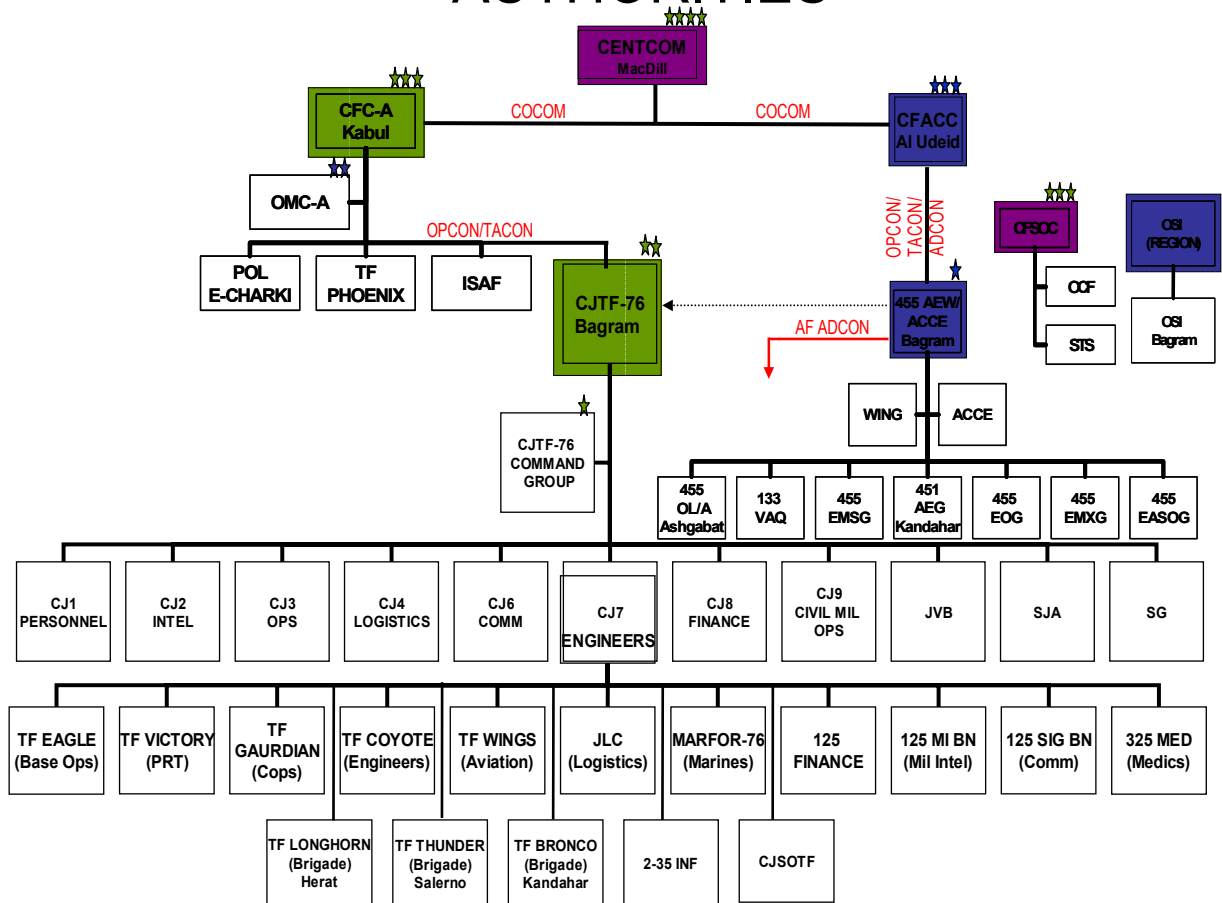 AUTHORITIES
CENTCOM
MacDill
CFC-A
Kabul
COCOM
COCOM
CFACC
Al Udeid
OMC-A
OPCON/TACON
OPCON/
TACON/
ADCON
CFSOC
OSI
(REGION)
POL
E-CHARKI
TF
PHOENIX
ISAF
CJTF-76
Bagram
455 AEW/
ACCE
Bagram
AF ADCON
CCF
STS
OSI
Bagram
WING
ACCE
CJTF-76
COMMAND
GROUP
455
OL/A
Ashgabat
133
VAQ
455
EMSG
451
AEG
Kandahar
455
EOG
455
EMXG
455
EASOG
CJ1
PERSONNEL
CJ2
INTEL
CJ3
OPS
CJ4
LOGISTICS
CJ6
COMM
CJ7
ENGINEERS
CJ8
FINANCE
CJ9
CIVIL MIL
OPS
JVB
SJA
SG
TF EAGLE
(Base Ops)
TF VICTORY
(PRT)
TF
GAURDIAN
(Cops)
TF COYOTE
(Engineers)
TF WINGS
(Aviation)
JLC
(Logistics)
MARFOR-76
(Marines)
125
FINANCE
125 MI BN
(Mil Intel)
125 SIG BN
(Comm)
325 MED
(Medics)
TF LONGHORN
(Brigade)
Herat
TF THUNDER
(Brigade)
Salerno
TF BRONCO
(Brigade)
Kandahar
2-35 INF
CJSOTF